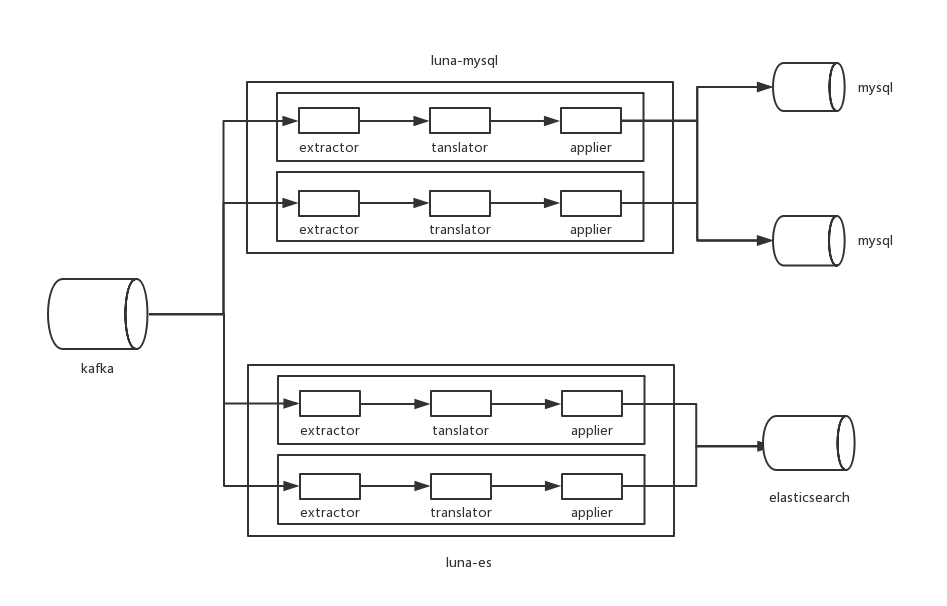 luna-mysql
mysql
extractor
tanslator
applier
extractor
translator
applier
mysql
kafka
extractor
tanslator
applier
extractor
translator
applier
elasticsearch
luna-es